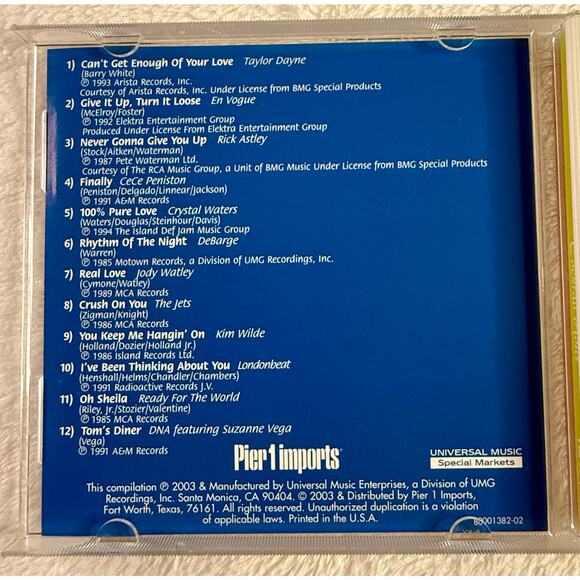 1) Can't Get Enough Of Your Love Taylor Dayne
(Barry White)
℗ 1993 Arista Records, Inc.
Courtesy of Arista Records, Inc. Under License from BMG Special Products
2) Give It Up, Turn It Loose En Vogue
(McElroy/Foster)
℗ 1992 Elektra Entertainment Group
Produced Under License From Elektra Entertainment Group
3) Never Gonna Give You Up Rick Astley
(Stock/Aitken/Waterman)
℗ 1987 Pete Waterman Ltd.
Courtesy of The RCA Music Group, a Unit of BMG Music Under License from BMG Special Products
4) Finally CeCe Peniston
(Peniston/Delgado/Linnear/Jackson)
℗ 1991 A&M Records
5) 100% Pure Love Crystal Waters
(Waters/Douglas/Steinhour/Davis)
℗ 1994 The Island Def Jam Music Group
6) Rhythm Of The Night DeBarge
(Warren)
℗ 1985 Motown Records, a Division of UMG Recordings, Inc.
7) Real Love Jody Watley
(Cymone/Watley)
℗ 1989 MCA Records
8) Crush On You The Jets
(Zigman/Knight)
℗ 1986 MCA Records
9) You Keep Me Hangin' On Kim Wilde
(Holland/Dozier/Holland Jr.)
℗ 1986 Island Records Ltd.
10) I've Been Thinking About You Londonbeat
(Henshall/Helms/Chandler/Chambers)
℗ 1991 Radioactive Records J.V.
11) Oh Sheila Ready For The World
(Riley, Jr./Stozier/Valentine)
℗ 1985 MCA Records
12) Tom's Diner DNA featuring Suzanne Vega
(Vega)
℗ 1991 A&M Records
Pier 1 imports
UNIVERSAL MUSIC
Special Markets
This compilation ℗ 2003 & Manufactured by Universal Music Enterprises, a Division of UMG
Recordings, Inc. Santa Monica, CA 90404. © 2003 & Distributed by Pier 1 Imports,
Fort Worth, Texas, 76161. All rights reserved. Unauthorized duplication is a violation
of applicable laws. Printed in the U.S.A.
B0001382-02